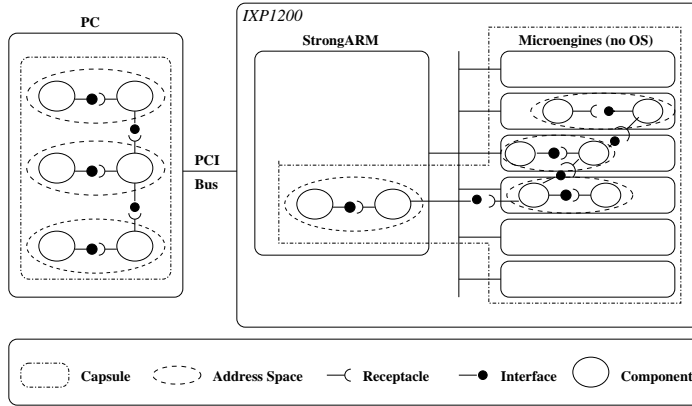 PC
IXP1200
StrongARM
Microengines (no OS)
PCI
Bus
Capsule
Address Space
Receptacle
Interface
Component